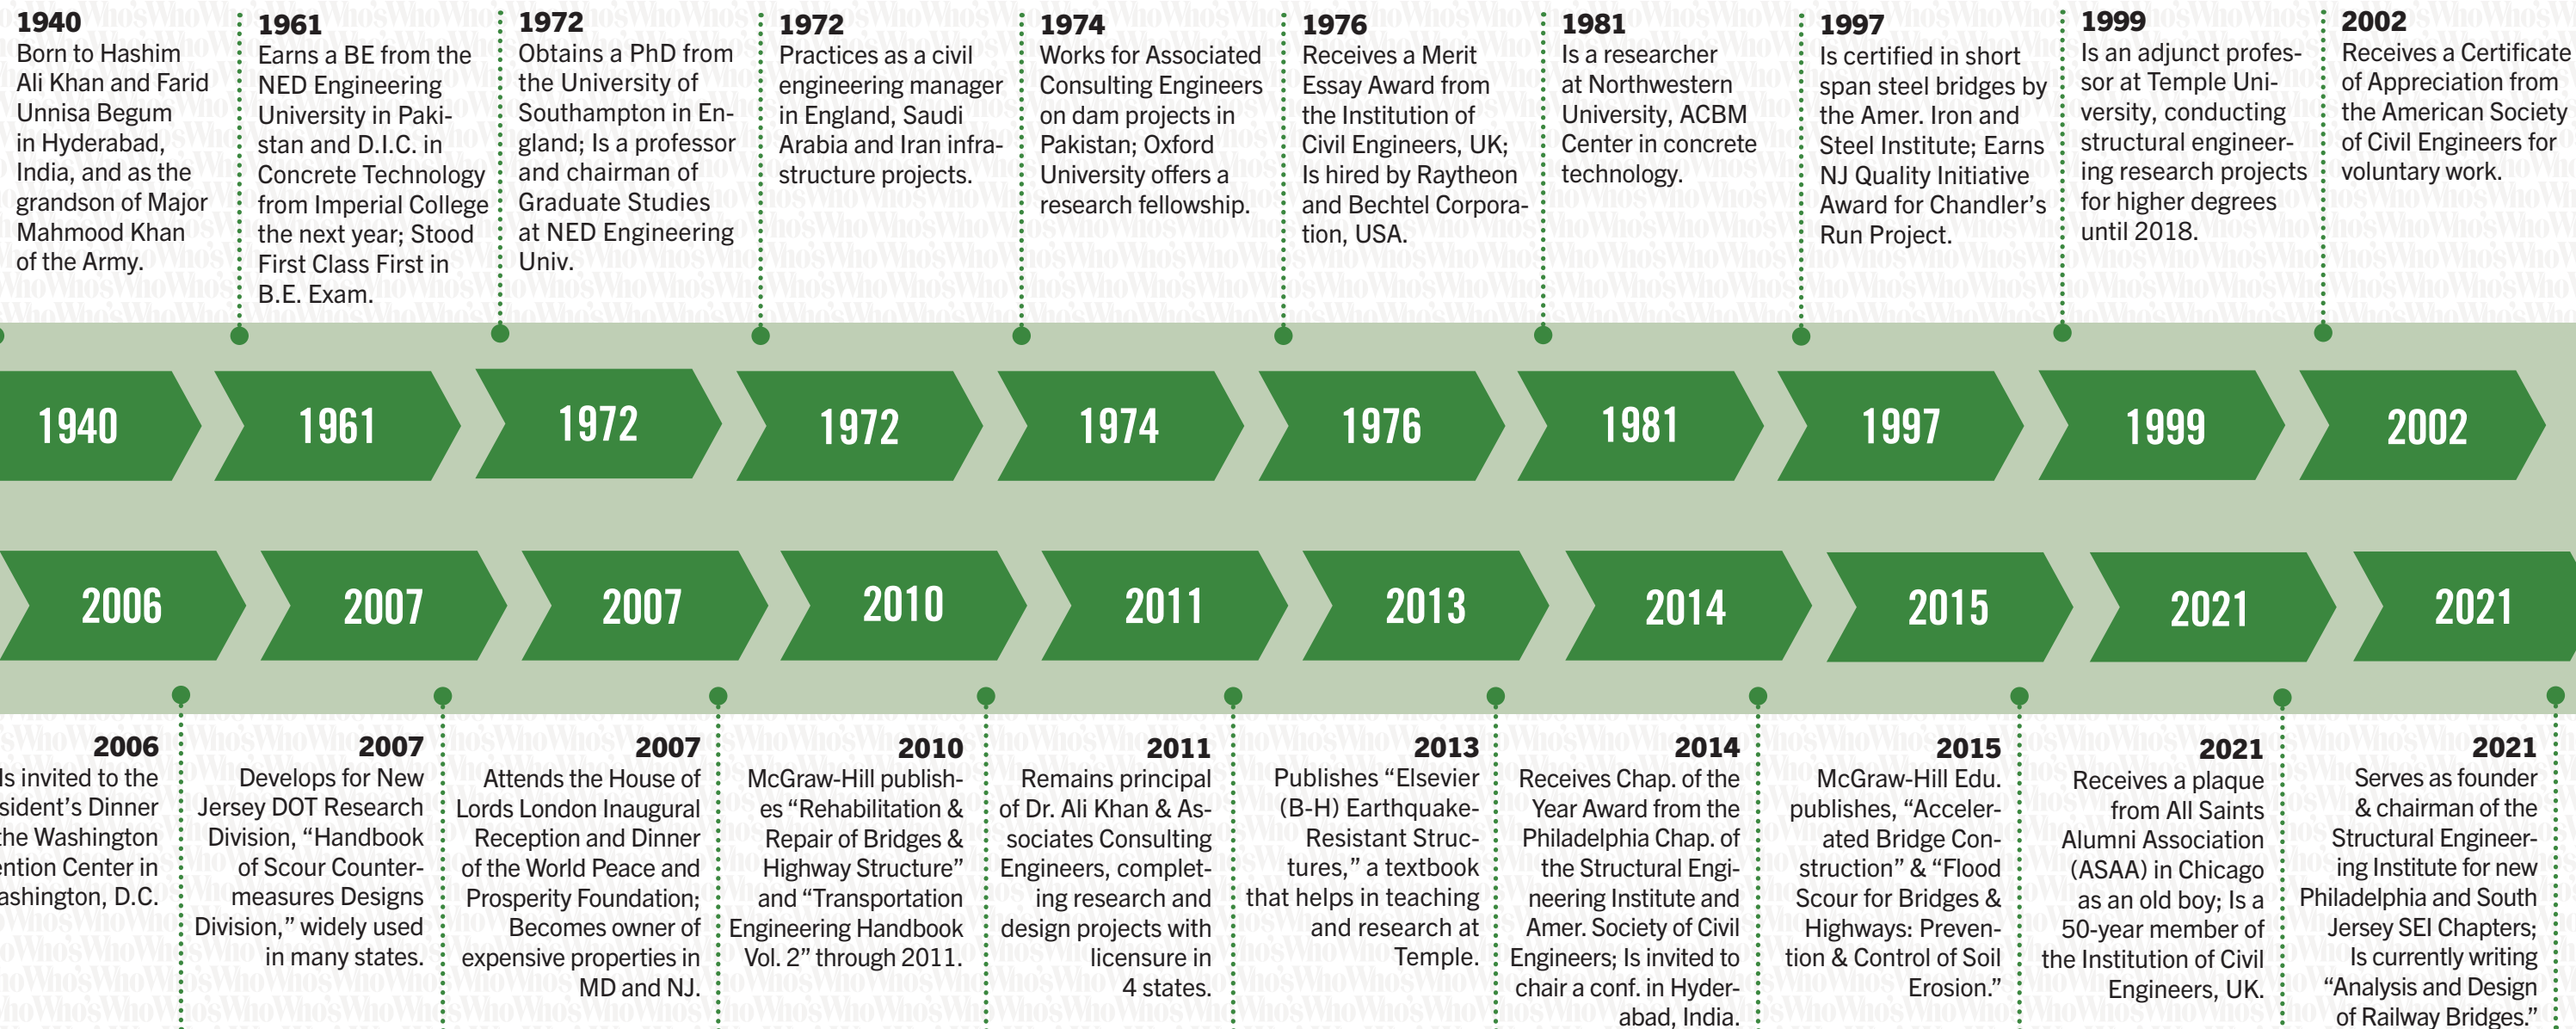 1940
Born to Hashim
Ali Khan and Farid
Unnisa Begum
in Hyderabad,
India, and as the
grandson of Major
Mahmood Khan
of the Army.
1961
Earns a BE from the
NED Engineering
University in Paki-
stan and D.I.C. in
Concrete Technology
from Imperial College
the next year; Stood
First Class First in
B.E. Exam.
1972
Obtains a PhD from
the University of
Southampton in En-
gland; Is a professor
and chairman of
Graduate Studies
at NED Engineering
Univ.
1972
Practices as a civil
engineering manager
in England, Saudi
Arabia and Iran infra-
structure projects.
1974
Works for Associated
Consulting Engineers
on dam projects in
Pakistan; Oxford
University offers a
research fellowship.
1976
Receives a Merit
Essay Award from
the Institution of
Civil Engineers, UK;
Is hired by Raytheon
and Bechtel Corpora-
tion, USA.
1981
Is a researcher
at Northwestern
University, ACBM
Center in concrete
technology.
1997
Is certified in short
span steel bridges by
the Amer. Iron and
Steel Institute; Earns
NJ Quality Initiative
Award for Chandler's
Run Project.
1999
Is an adjunct profes-
sor at Temple Uni-
versity, conducting
structural engineer-
ing research projects
for higher degrees
until 2018.
2002
Receives a Certificate
of Appreciation from
the American Society
of Civil Engineers for
voluntary work.
1940 1961 1972 1972 1974 1976 1981 1997 1999 2002
2006 2007 2007 2010 2011 2013 2014 2015 2021 2021
2006
Is invited to the
sident's Dinner
the Washington
ention Center in
ashington, D.C.
2007
Develops for New
Jersey DOT Research
Division, “Handbook
of Scour Counter-
measures Designs
Division,” widely used
in many states.
2007
Attends the House of
Lords London Inaugural
Reception and Dinner
of the World Peace and
Prosperity Foundation;
Becomes owner of
expensive properties in
MD and NJ.
2010
McGraw-Hill publish-
es “Rehabilitation &
Repair of Bridges &
Highway Structure”
and “Transportation
Engineering Handbook
Vol. 2” through 2011.
2011
Remains principal
of Dr. Ali Khan & As-
sociates Consulting
Engineers, complet-
ing research and
design projects with
licensure in
4 states.
2013
Publishes “Elsevier
(B-H) Earthquake-
Resistant Struc-
tures,” a textbook
that helps in teaching
and research at
Temple.
2014
Receives Chap. of the
Year Award from the
Philadelphia Chap. of
the Structural Engi-
neering Institute and
Amer. Society of Civil
Engineers; Is invited to
chair a conf. in Hyder-
abad, India.
2015
McGraw-Hill Edu.
publishes, “Acceler-
ated Bridge Con-
struction” & “Flood
Scour for Bridges &
Highways: Preven-
tion & Control of Soil
Erosion.”
2021
Receives a plaque
from All Saints
Alumni Association
(ASAA) in Chicago
as an old boy; Is a
50-year member of
the Institution of Civil
Engineers, UK.
2021
Serves as founder
& chairman of the
Structural Engineer-
ing Institute for new
Philadelphia and South
Jersey SEI Chapters;
Is currently writing
“Analysis and Design
of Railway Bridges.”